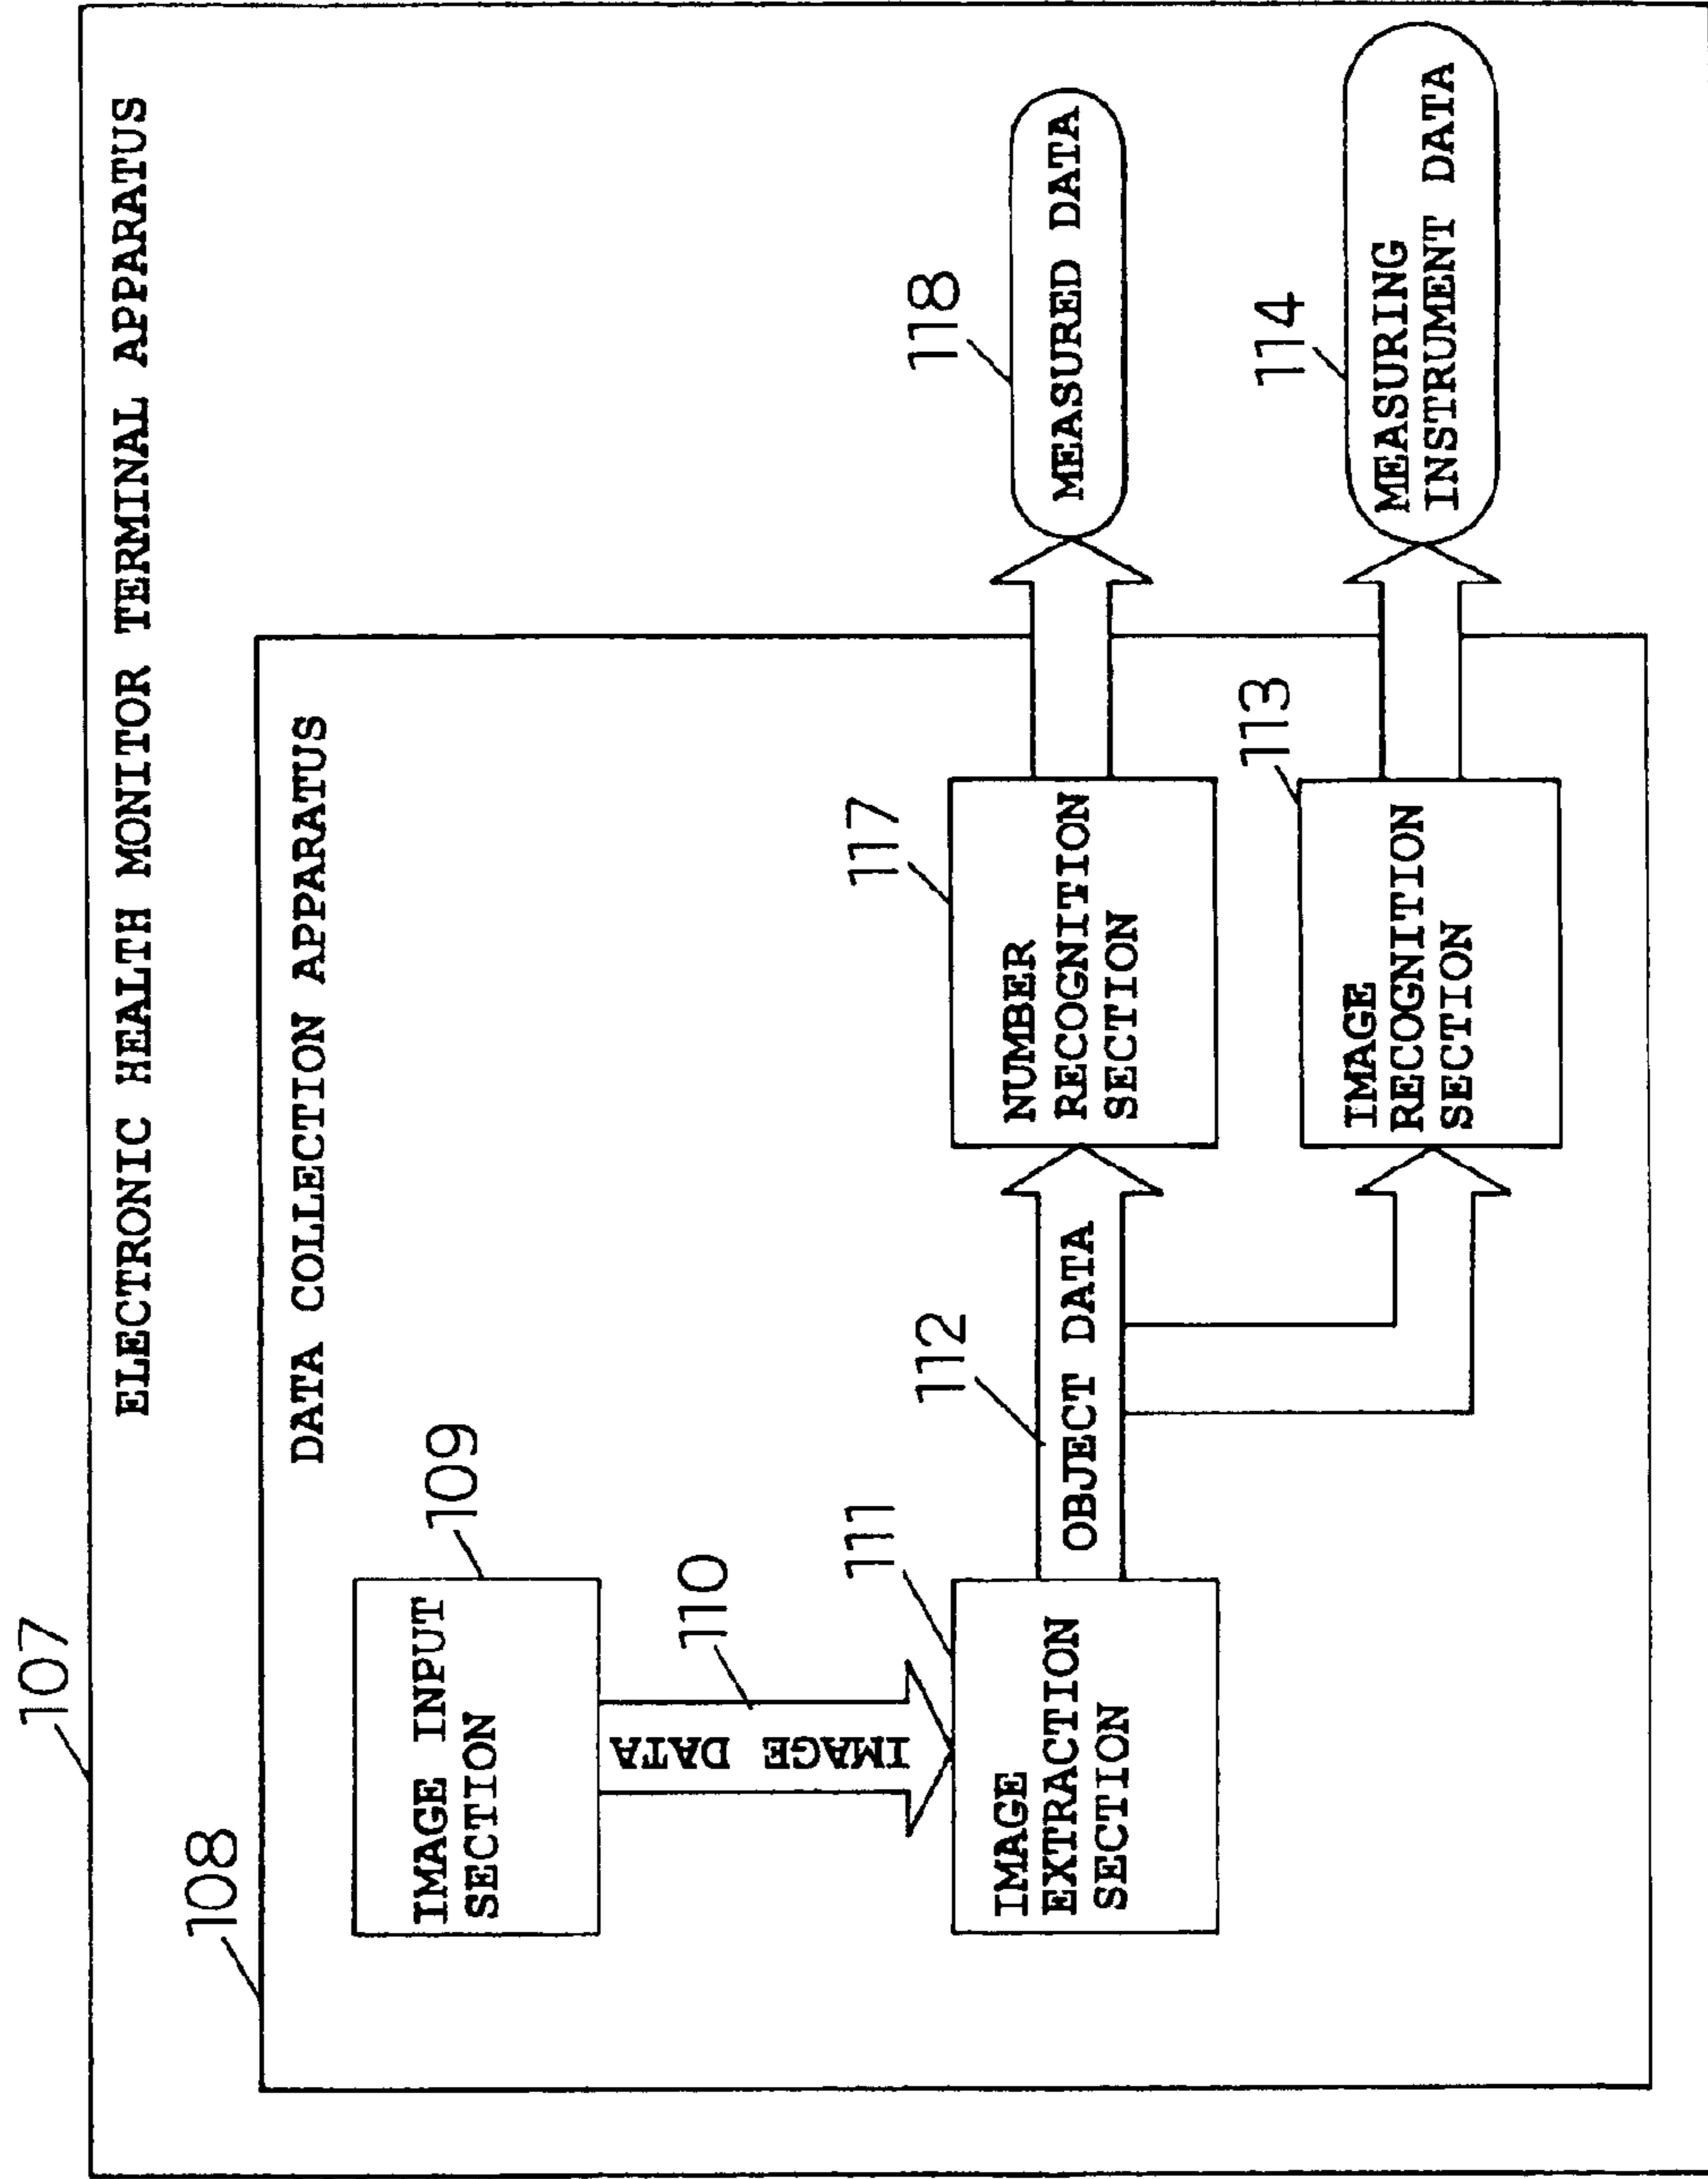 107
ELECTRONIC HEALTH MONITOR TERMINAL APPARATUS
108
DATA COLLECTION APPARATUS
IMAGE INPUT
SECTION
109
IMAGE DATA
110
IMAGE
EXTRACTION
SECTION
111
OBJECT DATA
112
NUMBER
RECOGNITION
SECTION
117
MEASURED DATA
118
IMAGE
RECOGNITION
SECTION
113
MEASURING
INSTRUMENT DATA
114